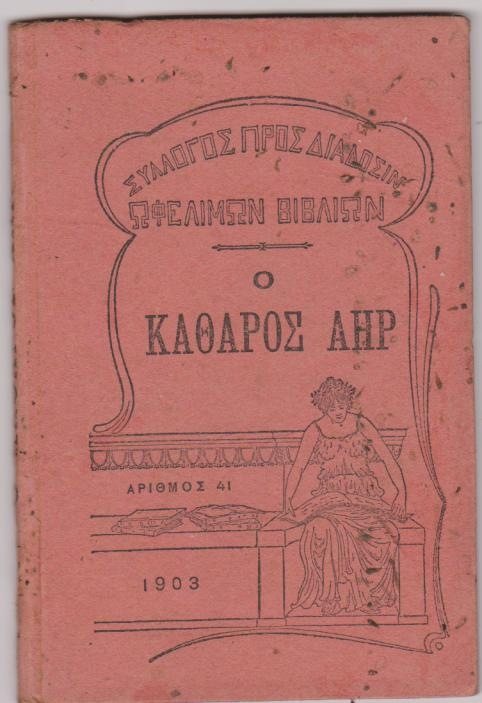 ΣΥΛΛΟΓΟΣ ΠΡΟΣ ΔΙΑΔΟΣΙΝ
ΩΦΕΛΙΜΩΝ ΒΙΒΛΙΩΝ
Ο
ΚΑΘΑΡΟΣ ΑΗΡ
ΑΡΙΘΜΟΣ 41
1903